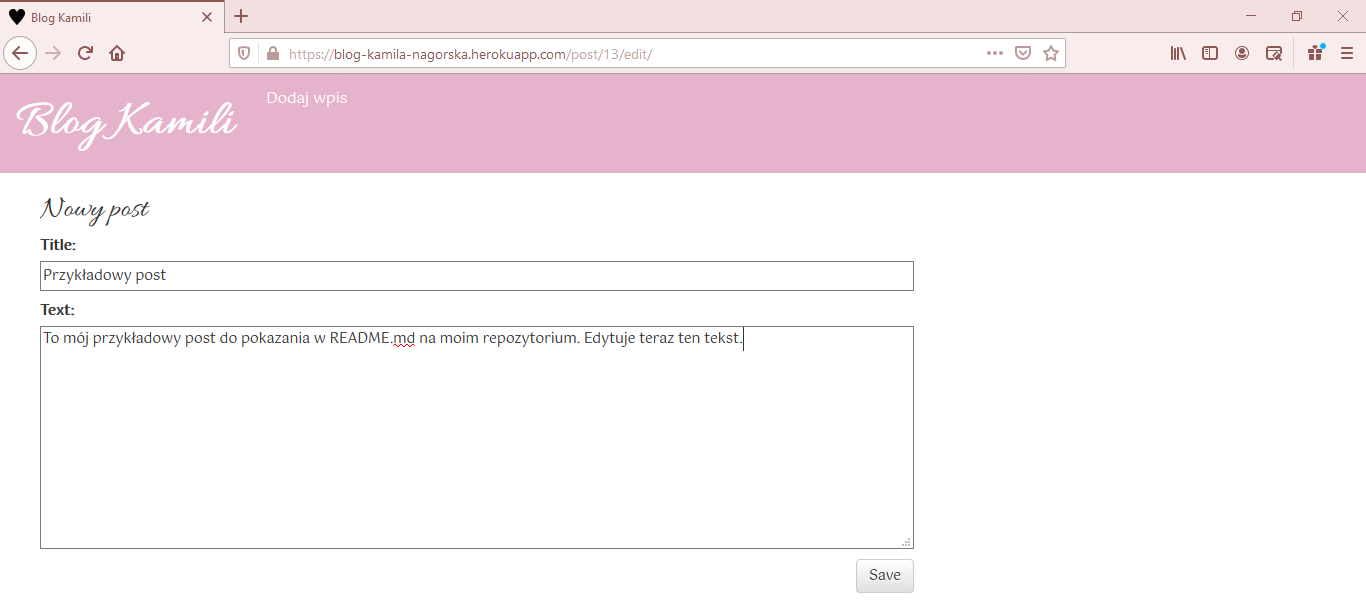 Blog Kamili
https://blog-kamila-nagorska.herokuapp.com/post/13/edit/
Blog Kamili
Dodaj wpis
Nowy post
Title:
Przykładowy post
Text:
To mój przykładowy post do pokazania w README.md na moim repozytorium. Edytuje teraz ten tekst.
Save